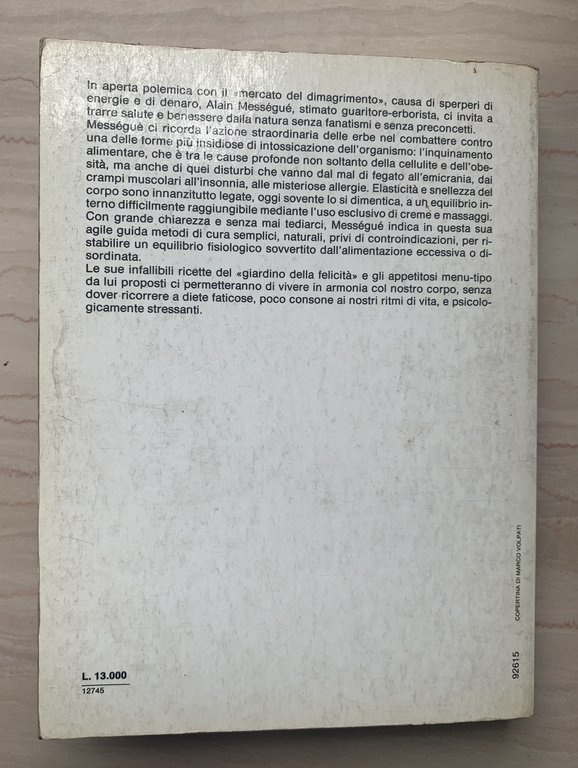 In aperta polemica con il «mercato del dimagrimento», causa di sperperi di
energie e di denaro, Alain Mességué, stimato guaritore-erborista, ci invita a
trarre salute e benessere dalla natura senza fanatismi e senza preconcetti.
Mességué ci ricorda l'azione straordinaria delle erbe nel combattere contro
una delle forme più insidiose di intossicazione dell'organismo: l'inquinamento
alimentare, che è tra le cause profonde non soltanto della cellulite e dell'obe-
sità, ma anche di quei disturbi che vanno dal mal di fegato all'emicrania, dai
crampi muscolari all'insonnia, alle misteriose allergie. Elasticità e snellezza del
corpo sono innanzitutto legate, oggi sovente lo si dimentica, a un equilibrio in-
terno difficilmente raggiungibile mediante l'uso esclusivo di creme e massaggi.
Con grande chiarezza e senza mai tediarci, Mességué indica in questa sua
agile guida metodi di cura semplici, naturali, privi di controindicazioni, per ri-
stabilire un equilibrio fisiologico sovvertito dall'alimentazione eccessiva o di-
sordinata.
Le sue infallibili ricette del «giardino della felicità» e gli appetitosi menu-tipo
da lui proposti ci permetteranno di vivere in armonia col nostro corpo, senza
dover ricorrere a diete faticose, poco consone ai nostri ritmi di vita, e psicolo-
gicamente stressanti.
COPERTINA DI MARCO VOLPATI
92615
L. 13.000
12745